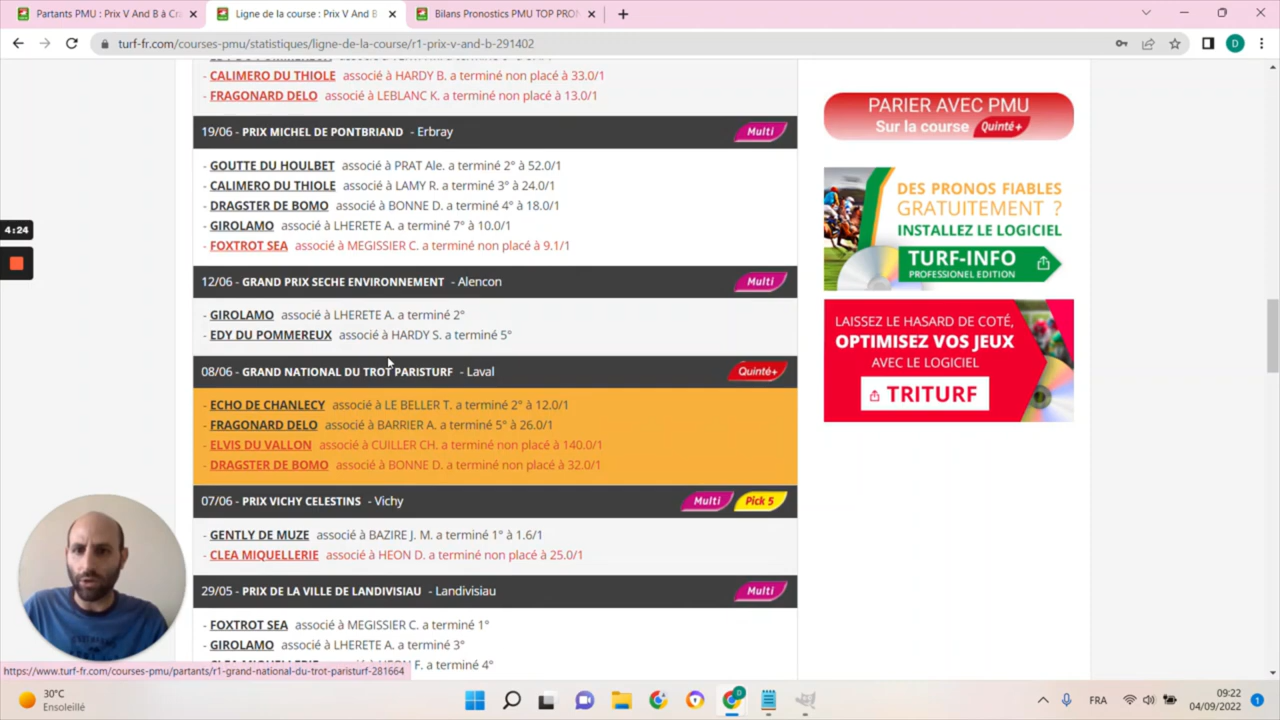 Partants PMU : Prix V And B à Cr
Ligne de la course : Prix V And B
Bilans Pronostics PMU TOP PRON
turf-fr.com/courses-pmu/statistiques/ligne-de-la-course/r1-prix-v-and-b-291402
D
- CALIMERO DU THIOLE associé à HARDY B. a terminé non placé à 33.0/1
- FRAGONARD DELO associé à LEBLANC K. a terminé non placé à 13.0/1
19/06 - PRIX MICHEL DE PONTBRIAND - Erbray Multi
- GOUTTE DU HOULBET associé à PRAT Ale. a terminé 2° à 52.0/1
- CALIMERO DU THIOLE associé à LAMY R. a terminé 3° à 24.0/1
- DRAGSTER DE BOMO associé à BONNE D. a terminé 4° à 18.0/1
- GIROLAMO associé à LHERETE A. a terminé 7° à 10.0/1
- FOXTROT SEA associé à MEGISSIER C. a terminé non placé à 9.1/1
12/06 - GRAND PRIX SECHE ENVIRONNEMENT - Alencon Multi
- GIROLAMO associé à LHERETE A. a terminé 2°
- EDY DU POMMEREUX associé à HARDY S. a terminé 5°
08/06 - GRAND NATIONAL DU TROT PARISTURF - Laval Quinté+
- ECHO DE CHANLECY associé à LE BELLER T. a terminé 2° à 12.0/1
- FRAGONARD DELO associé à BARRIER A. a terminé 5° à 26.0/1
- ELVIS DU VALLON associé à CUILLER CH. a terminé non placé à 140.0/1
- DRAGSTER DE BOMO associé à BONNE D. a terminé non placé à 32.0/1
07/06 - PRIX VICHY CELESTINS - Vichy Multi Pick 5
- GENTLY DE MUZE associé à BAZIRE J. M. a terminé 1° à 1.6/1
- CLEA MIQUELLERIE associé à HEON D. a terminé non placé à 25.0/1
29/05 - PRIX DE LA VILLE DE LANDIVISIAU - Landivisiau Multi
- FOXTROT SEA associé à MEGISSIER C. a terminé 1°
- GIROLAMO associé à LHERETE A. a terminé 3°
- CLEA MIQUELLERIE associé à HEON F. a terminé 4°
PARIER AVEC PMU
Sur la course Quinté+
DES PRONOS FIABLES
GRATUITEMENT ?
INSTALLEZ LE LOGICIEL
TURF-INFO
PROFESSIONEL EDITION
LAISSEZ LE HASARD DE COTÉ,
OPTIMISEZ VOS JEUX
AVEC LE LOGICIEL
TRITURF
4:24
https://www.turf-fr.com/courses-pmu/partants/r1-grand-national-du-trot-paristurf-281664
30°C
Ensoleillé
FRA
09:22
04/09/2022
1